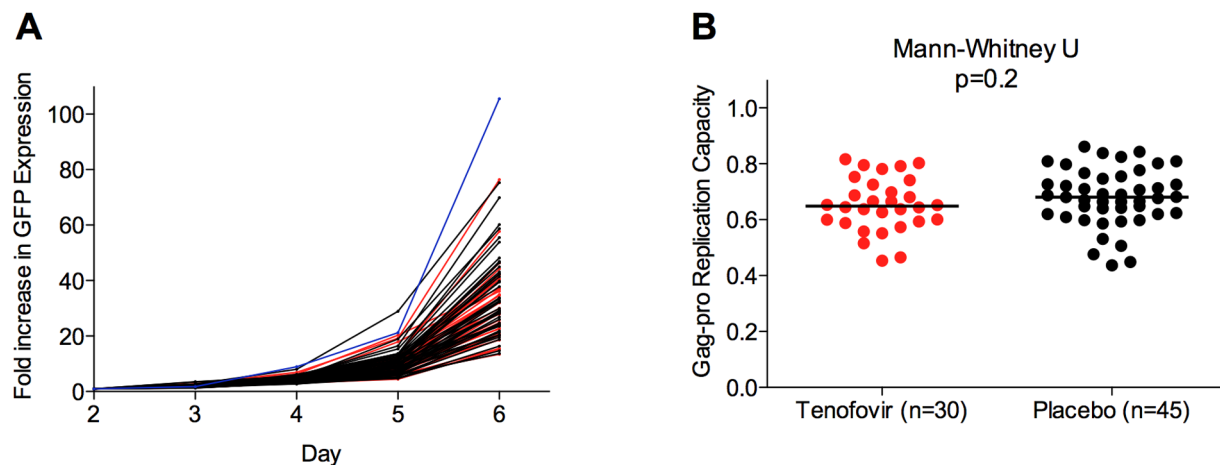 A
Fold increase in GFP Expression
100
80
60
40
20
0
2 3 4 5 6
Day
B
Mann-Whitney U
p=0.2
Gag-pro Replication Capacity
1.0
0.8
0.6
0.4
0.2
0.0
Tenofovir (n=30) Placebo (n=45)